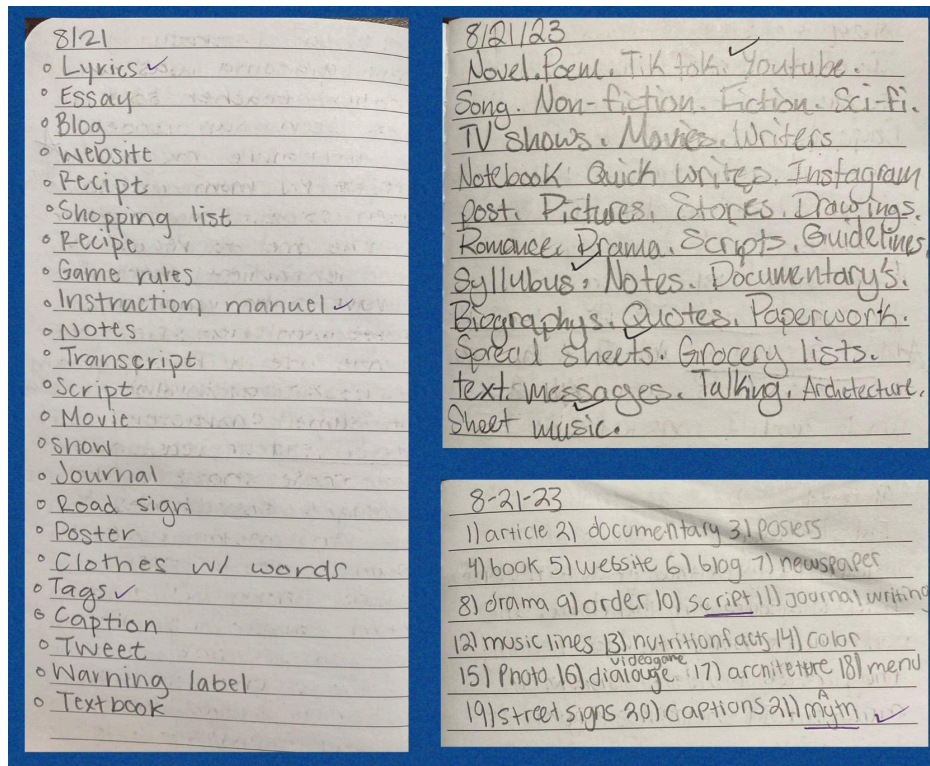 8/21
Lyrics
Essay
Blog
Website
Recipt
Shopping list
Recipe
Game rules
Instruction manuel
Notes
Transcript
Script
Movie
show
Journal
Road sign
Poster
Clothes w/ words
Tags
Caption
Tweet
Warning label
Textbook
8/21/23
Novel. Poem. Tik tok. Youtube.
Song. Non-fiction. Fiction. Sci-fi.
TV shows. Movies. Writers
Notebook Quick writes. Instagram
post. Pictures. Stories. Drawings.
Romance. Drama. Scripts. Guidelines.
Syllubus. Notes. Documentary's.
Biographys. Quotes. Paperwork.
Spread sheets. Grocery lists.
text messages. Talking. Architecture.
Sheet music.
8-21-23
1) article 2) documentary 3) posters
4) book 5) website 6) blog 7) newspaper
8) drama 9) order 10) script 11) journal writing
12) music lines 13) nutrition facts 14) color
videogame
15) Photo 16) dialouge 17) architeture 18) menu
19) street signs 20) captions 21) myth